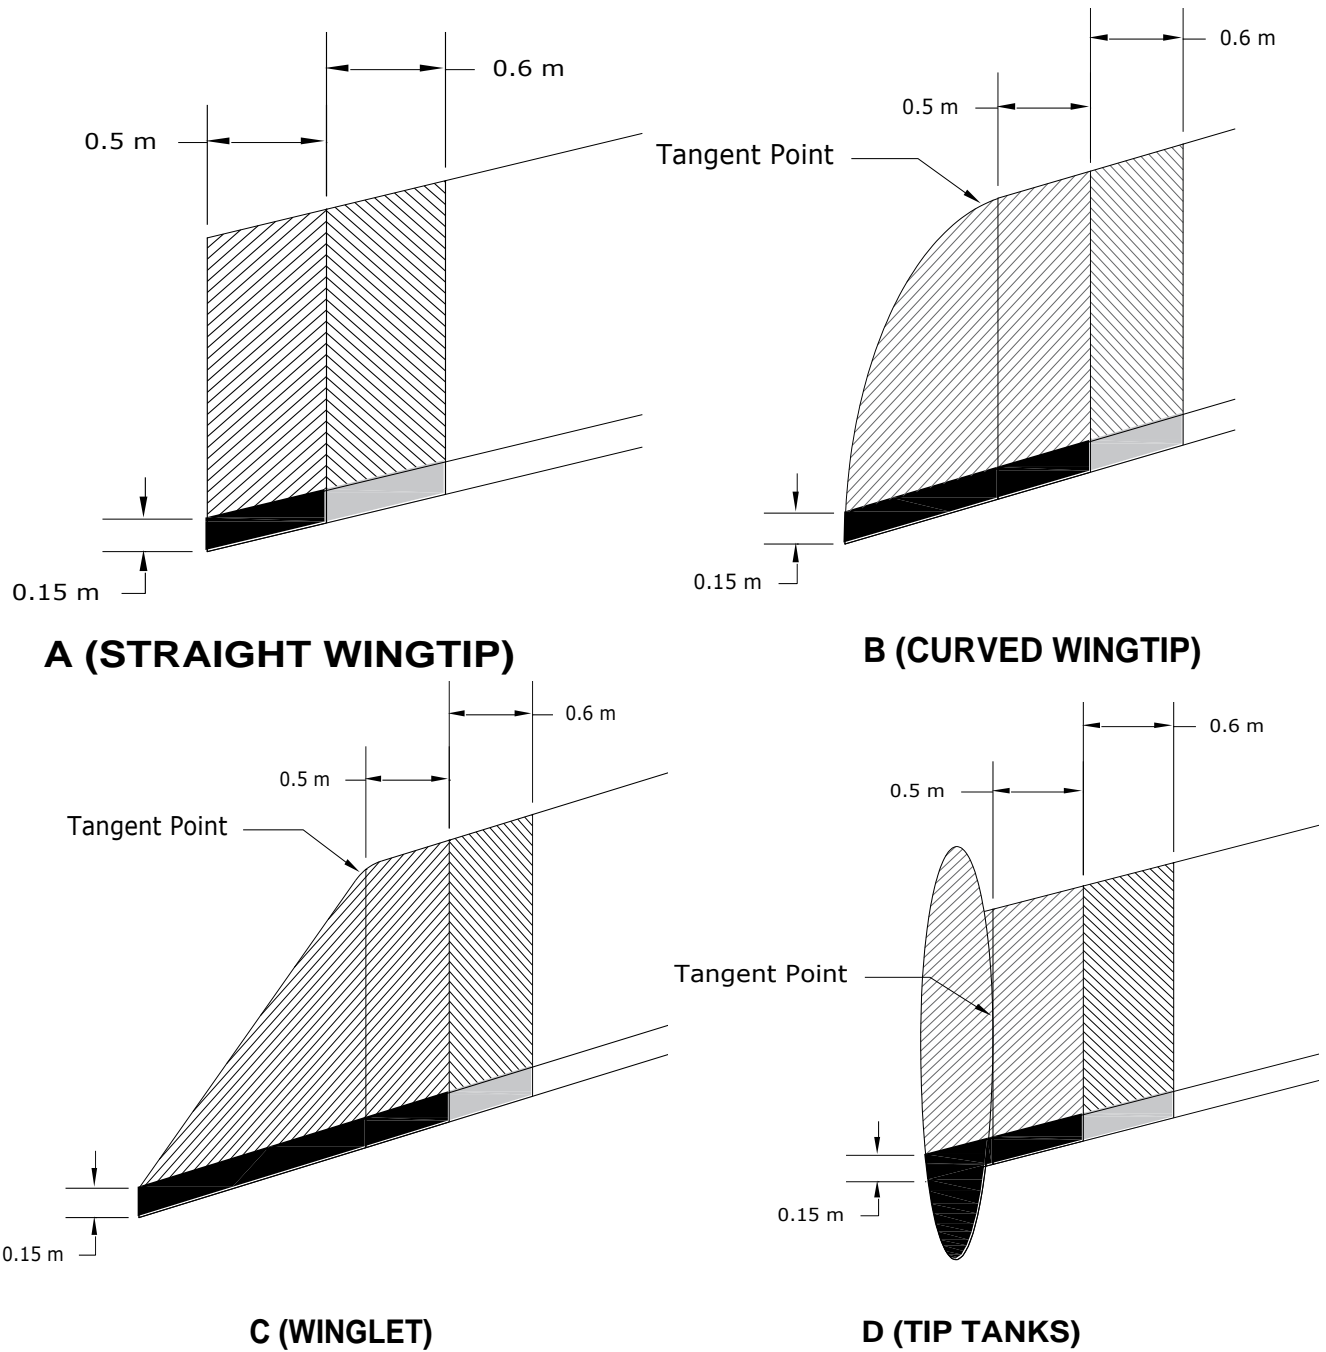 0.6 m
0.5 m
0.15 m
A (STRAIGHT WINGTIP)
0.6 m
0.5 m
Tangent Point
0.15 m
B (CURVED WINGTIP)
0.6 m
0.5 m
Tangent Point
0.15 m
C (WINGLET)
0.6 m
0.5 m
Tangent Point
0.15 m
D (TIP TANKS)